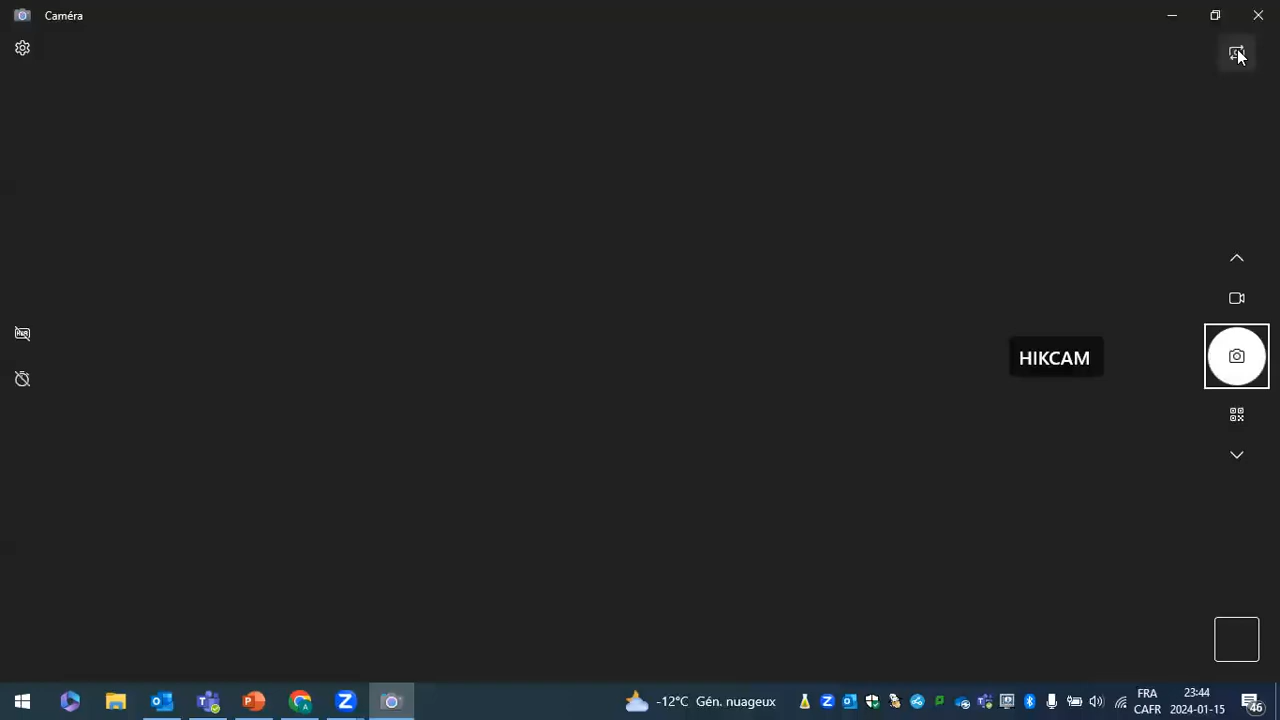 Caméra
HIKCAM
-12°C Gén. nuageux
FRA
CAFR
23:44
2024-01-15
46